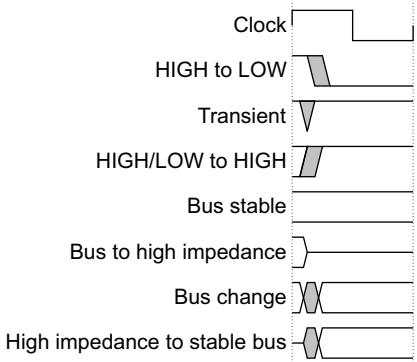 Clock
HIGH to LOW
Transient
HIGH/LOW to HIGH
Bus stable
Bus to high impedance
Bus change
High impedance to stable bus